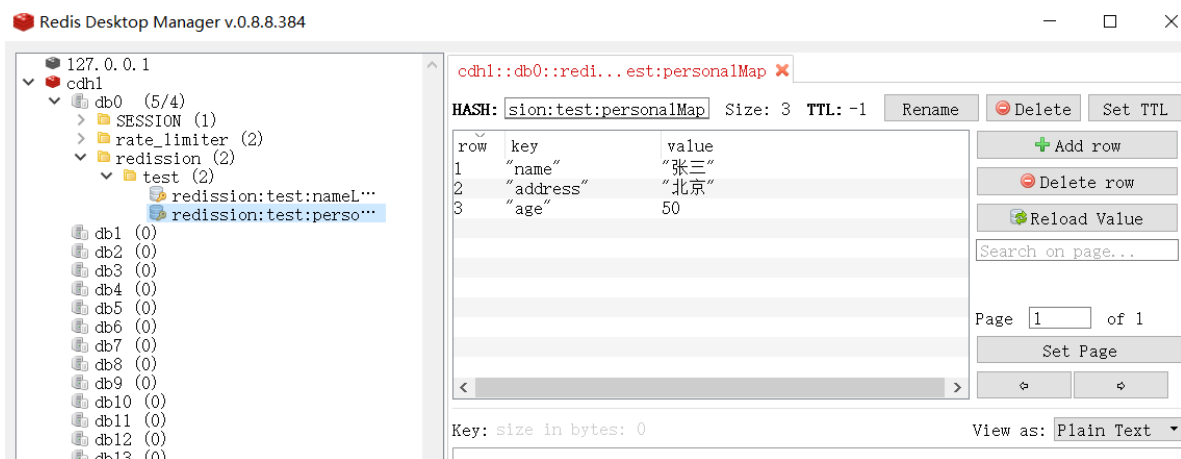 Redis Desktop Manager v.0.8.8.384
127.0.0.1
cdh1
db0 (5/4)
SESSION (1)
rate_limiter (2)
redission (2)
test (2)
redission:test:nameL…
redission:test:perso…
db1 (0)
db2 (0)
db3 (0)
db4 (0)
db5 (0)
db6 (0)
db7 (0)
db8 (0)
db9 (0)
db10 (0)
db11 (0)
db12 (0)
db13 (0)
cdh1::db0::redi...est:personalMap
HASH: sion:test:personalMap Size: 3 TTL: -1 Rename Delete Set TTL
row key value
1 "name" "张三"
2 "address" "北京"
3 "age" 50
Add row
Delete row
Reload Value
Search on page...
Page 1 of 1
Set Page
Key: size in bytes: 0 View as: Plain Text